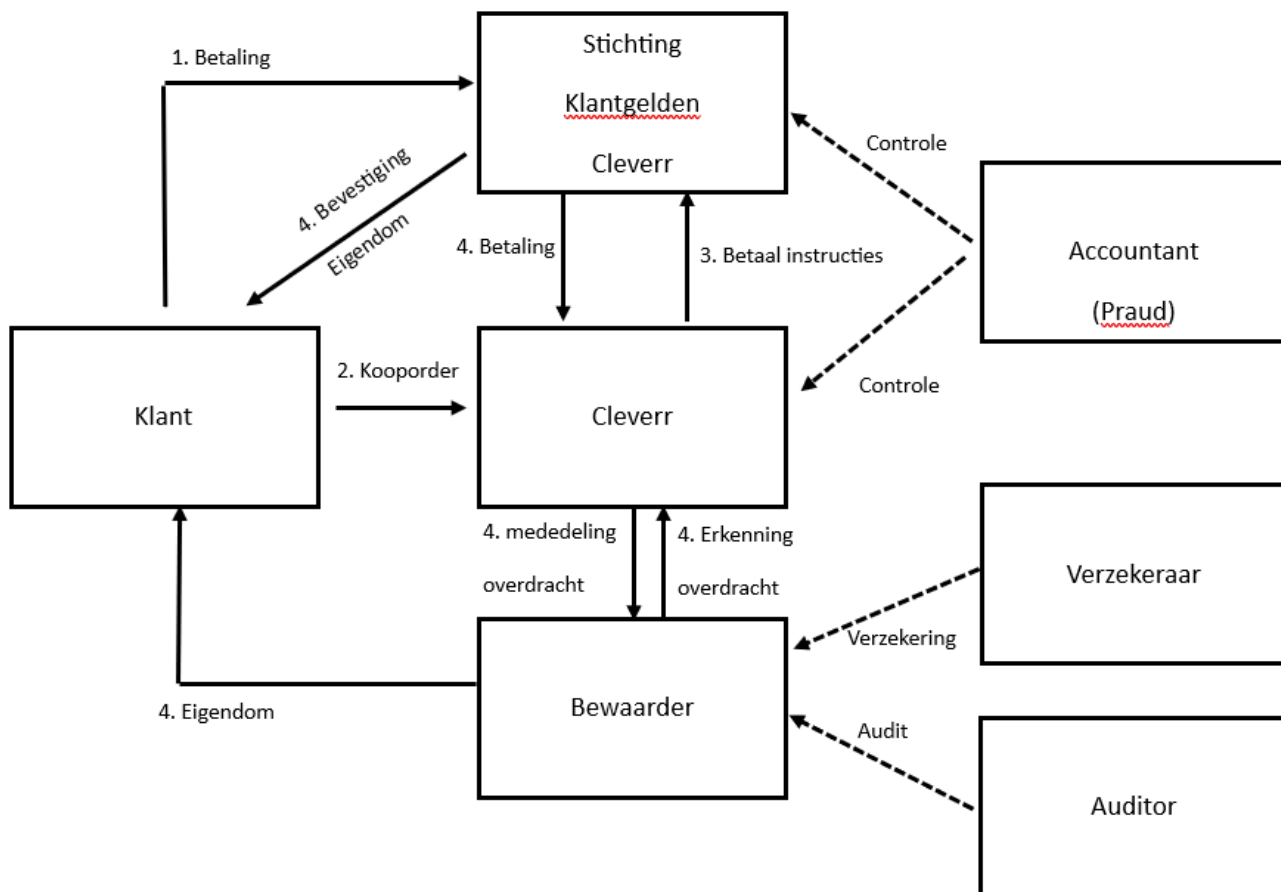 1. Betaling
Stichting
Klantgelden
Cleverr
Controle
4. Bevestiging
Eigendom
4. Betaling
3. Betaal instructies
Accountant
(Praud)
Klant
2. Kooporder
Cleverr
Controle
4. mededeling
overdracht
4. Erkenning
overdracht
Verzekeraar
Verzekering
4. Eigendom
Bewaarder
Audit
Auditor